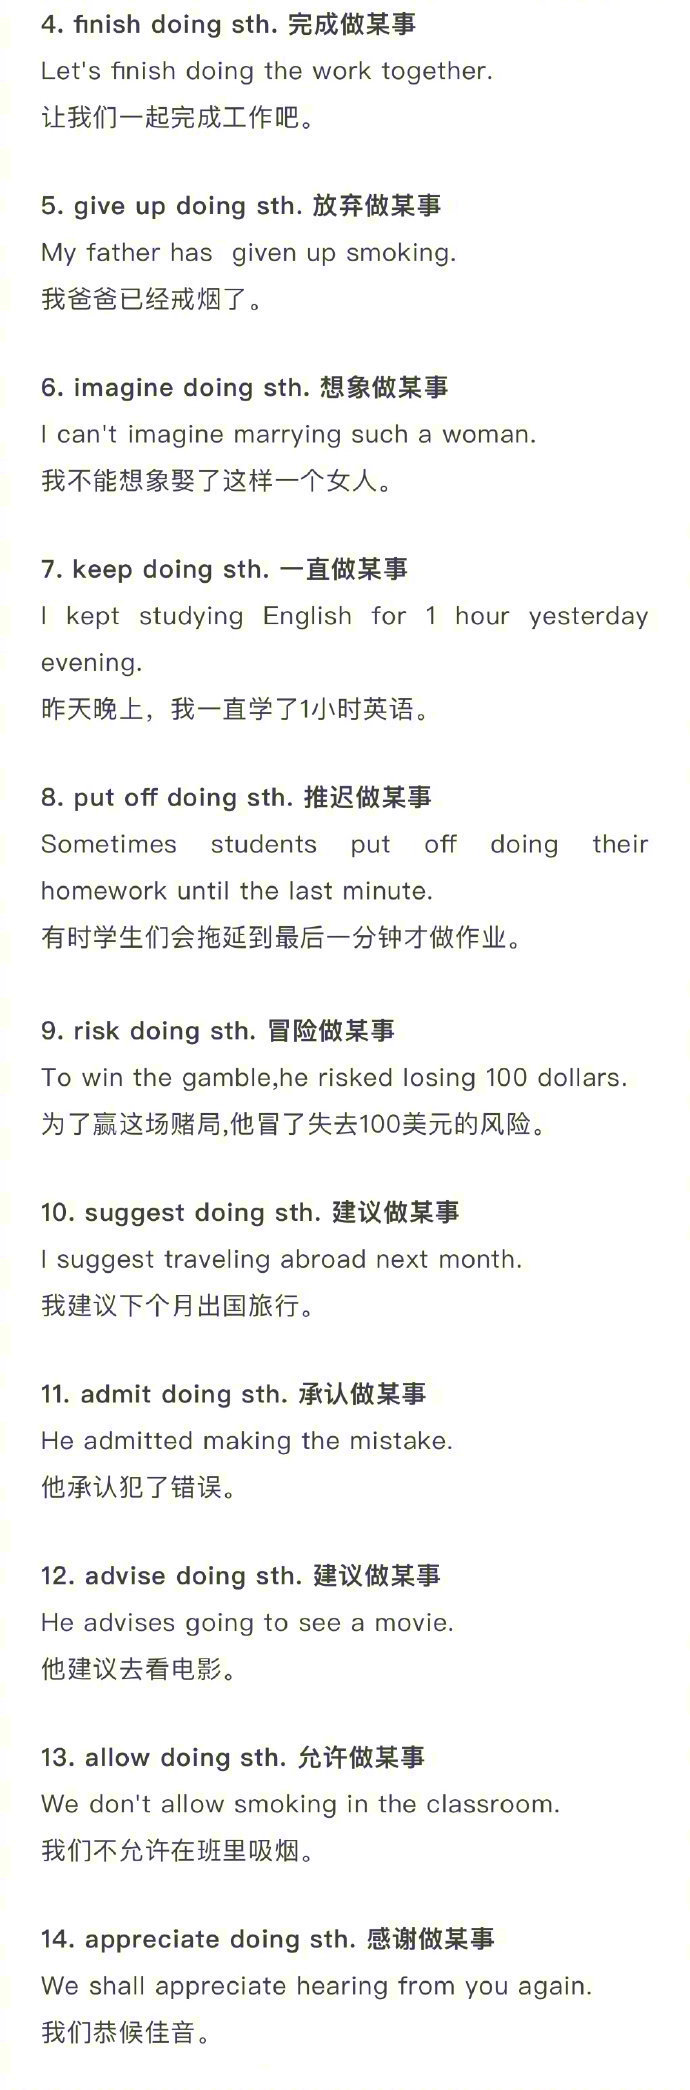 4. finish doing sth. 完成做某事
Let's finish doing the work together.
让我们一起完成工作吧。
5. give up doing sth. 放弃做某事
My father has  given up smoking.
我爸爸已经戒烟了。
6. imagine doing sth. 想象做某事
I can't imagine marrying such a woman.
我不能想象娶了这样一个女人。
7. keep doing sth. 一直做某事
I kept studying English for 1 hour yesterday
evening.
昨天晚上，我一直学了1小时英语。
8. put off doing sth. 推迟做某事
Sometimes students put off doing their
homework until the last minute.
有时学生们会拖延到最后一分钟才做作业。
9. risk doing sth. 冒险做某事
To win the gamble,he risked losing 100 dollars.
为了赢这场赌局,他冒了失去100美元的风险。
10. suggest doing sth. 建议做某事
I suggest traveling abroad next month.
我建议下个月出国旅行。
11. admit doing sth. 承认做某事
He admitted making the mistake.
他承认犯了错误。
12. advise doing sth. 建议做某事
He advises going to see a movie.
他建议去看电影。
13. allow doing sth. 允许做某事
We don't allow smoking in the classroom.
我们不允许在班里吸烟。
14. appreciate doing sth. 感谢做某事
We shall appreciate hearing from you again.
我们恭候佳音。